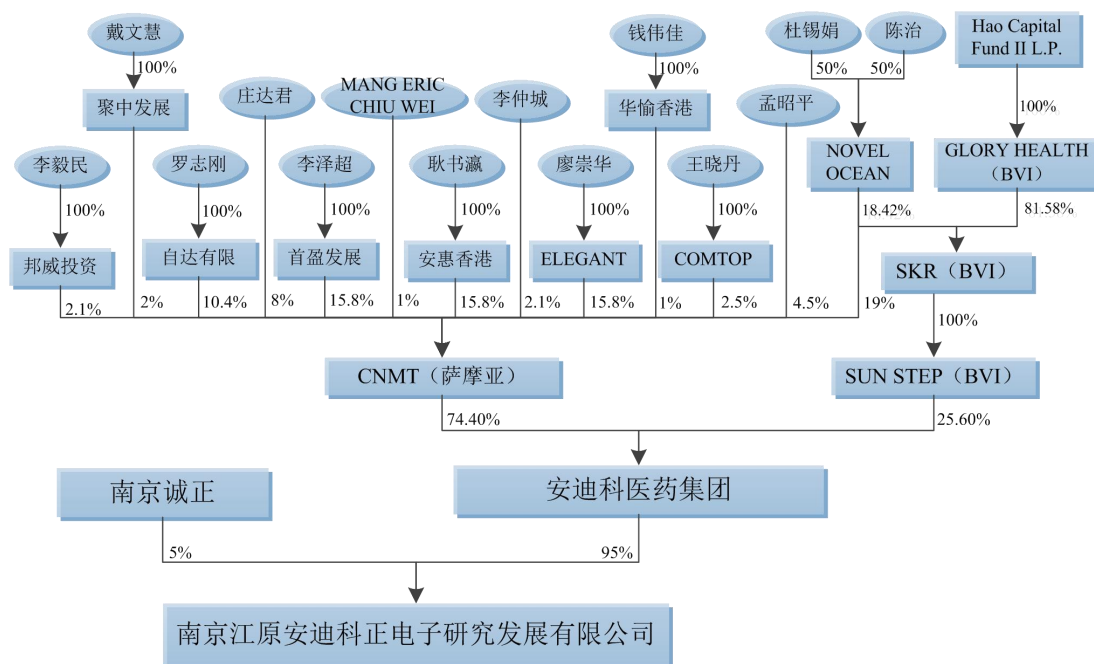 戴文慧
钱伟佳
杜锡娟
陈治
Hao Capital
Fund II L.P.
100%
100%
50%
50%
100%
聚中发展
庄达君
MANG ERIC
CHIU WEI
李仲城
华愉香港
孟昭平
李毅民
罗志刚
李泽超
耿书瀛
廖崇华
王晓丹
NOVEL
OCEAN
GLORY HEALTH
(BVI)
100%
100%
100%
100%
100%
100%
18.42%
81.58%
邦威投资
自达有限
首盈发展
安惠香港
ELEGANT
COMTOP
SKR（BVI）
2.1%
2%
10.4%
8%
15.8%
1%
15.8%
2.1%
15.8%
1%
2.5%
4.5%
19%
100%
CNMT（萨摩亚）
SUN STEP（BVI）
74.40%
25.60%
南京诚正
安迪科医药集团
5%
95%
南京江原安迪科正电子研究发展有限公司